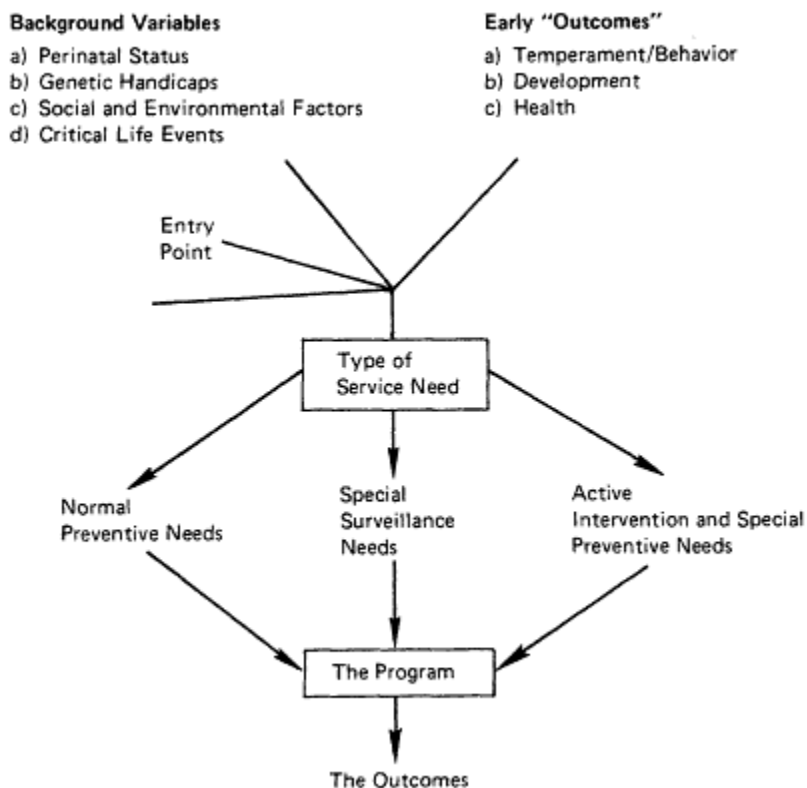 Background Variables
a) Perinatal Status
b) Genetic Handicaps
c) Social and Environmental Factors
d) Critical Life Events
Early “Outcomes”
a) Temperament/Behavior
b) Development
c) Health
Entry
Point
Type of
Service Need
Normal
Preventive Needs
Special
Surveillance
Needs
Active
Intervention and Special
Preventive Needs
The Program
The Outcomes